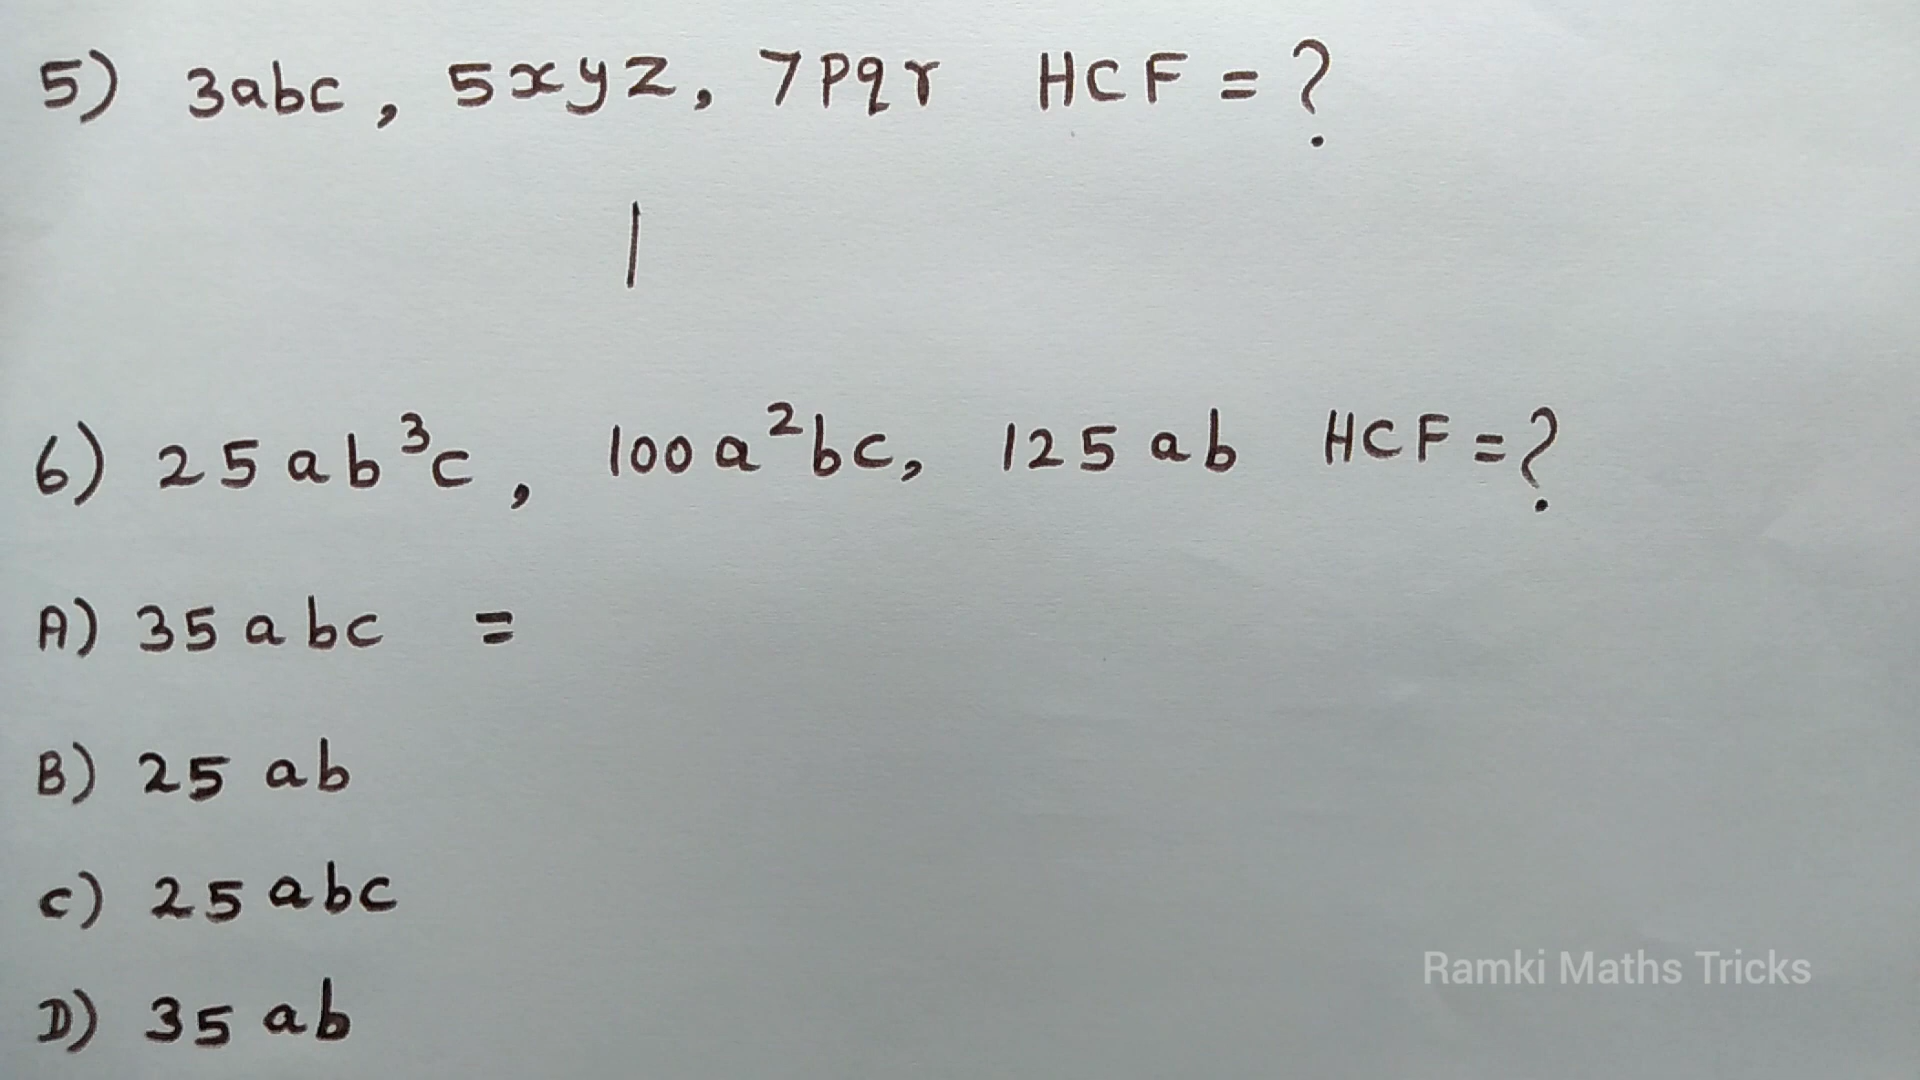 5) 3abc, 5xyz, 7pqr HCF = ?
1
6) 25ab³c, 100a²bc, 125ab HCF = ?
A) 35abc =
B) 25ab
C) 25abc
D) 35ab
Ramki Maths Tricks